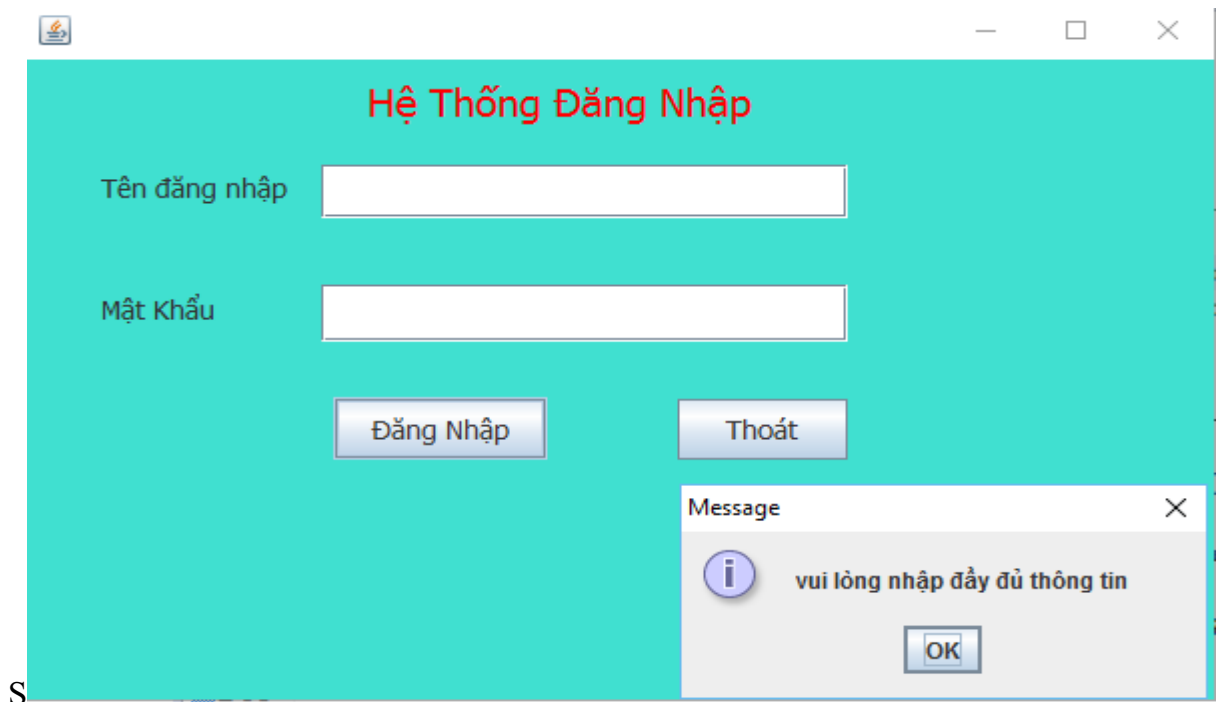 Hệ Thống Đăng Nhập
Tên đăng nhập
Mật Khẩu
Đăng Nhập
Thoát
Message
vui lòng nhập đầy đủ thông tin
OK
S